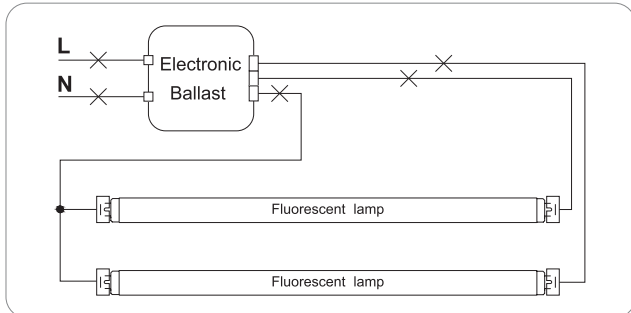 L
N
Electronic
Ballast
Fluorescent lamp
Fluorescent lamp